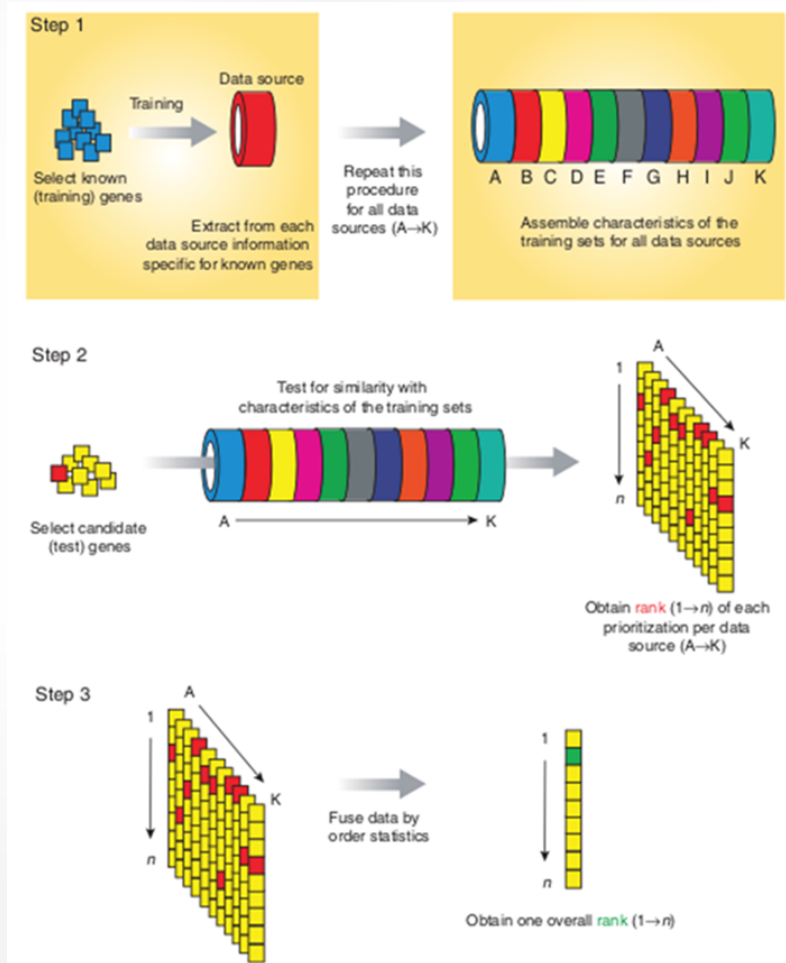 Step 1
Data source
Training
Select known
(training) genes
Extract from each
data source information
specific for known genes
Repeat this
procedure
for all data
sources (A→K)
A B C D E F G H I J K
Assemble characteristics of the
training sets for all data sources
Step 2
Test for similarity with
characteristics of the training sets
Select candidate
(test) genes
A
K
A
1
K
n
Obtain rank (1→n) of each
prioritization per data
source (A→K)
Step 3
A
1
K
n
Fuse data by
order statistics
1
n
Obtain one overall rank (1→n)